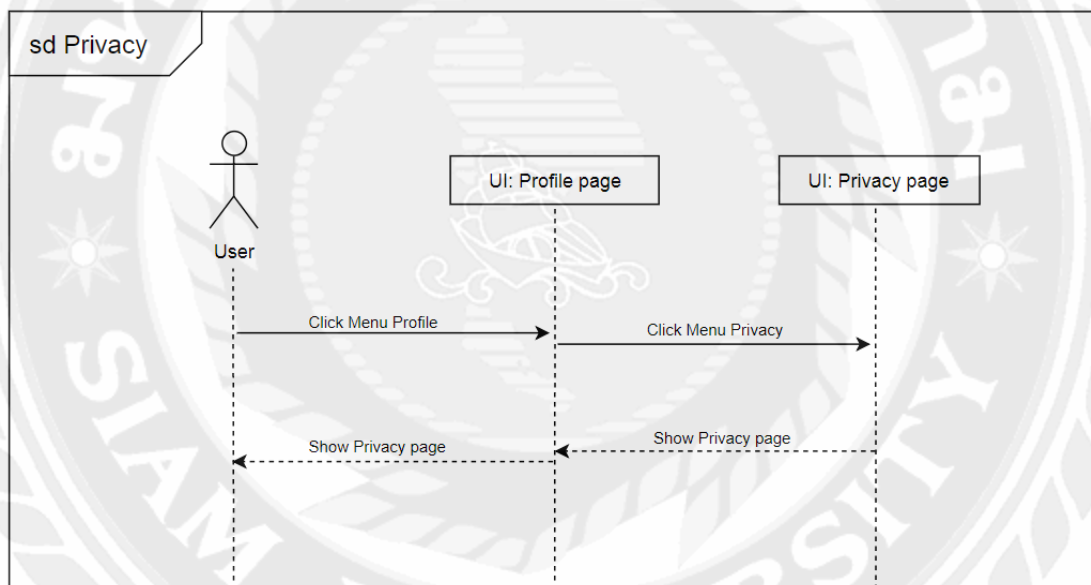 sd Privacy
UI: Profile page
UI: Privacy page
User
Click Menu Profile
Click Menu Privacy
Show Privacy page
Show Privacy page
SIAM